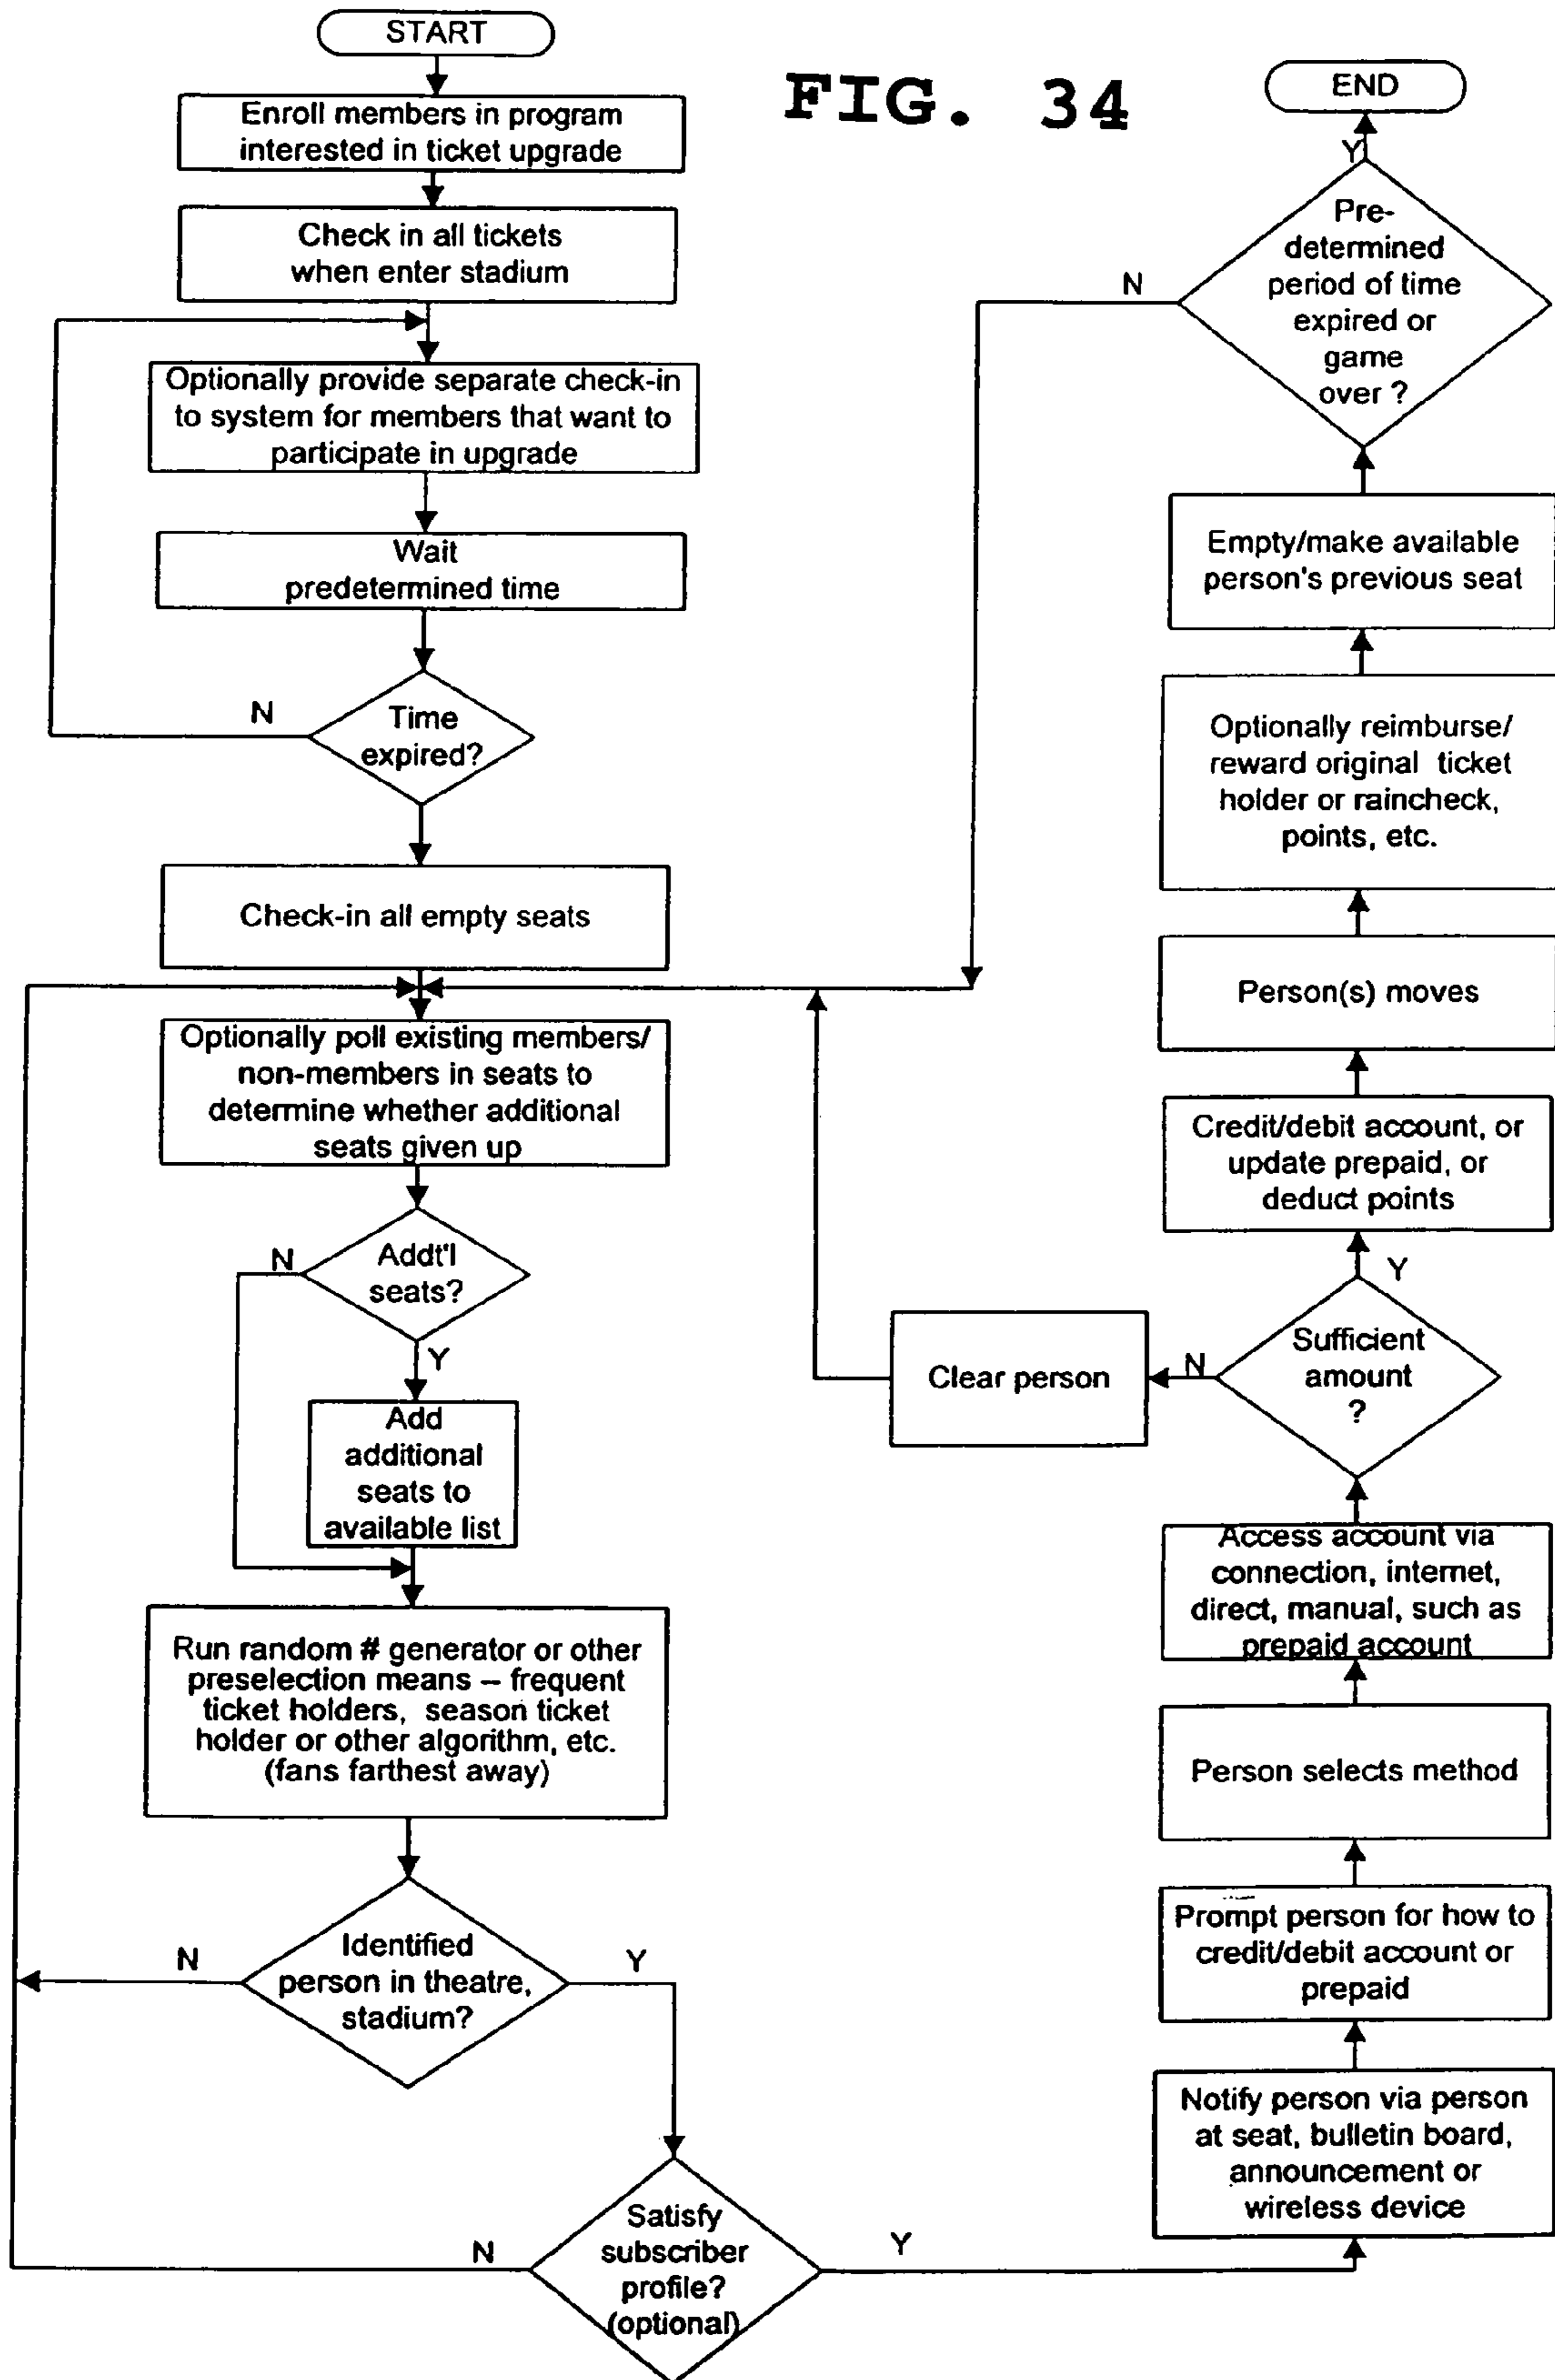 START
FIG. 34
Enroll members in program
interested in ticket upgrade
Check in all tickets
when enter stadium
Optionally provide separate check-in
to system for members that want to
participate in upgrade
Wait
predetermined time
N
Time
expired?
Check-in all empty seats
Optionally poll existing members/
non-members in seats to
determine whether additional
seats given up
N
Addt'l
seats?
Y
Add
additional
seats to
available list
Run random # generator or other
preselection means – frequent
ticket holders, season ticket
holder or other algorithm, etc.
(fans farthest away)
N
Identified
person in theatre,
stadium?
Y
N
Satisfy
subscriber
profile?
(optional)
Y
Notify person via person
at seat, bulletin board,
announcement or
wireless device
Prompt person for how to
credit/debit account or
prepaid
Person selects method
Access account via
connection, internet,
direct, manual, such as
prepaid account
Sufficient
amount
?
N
Clear person
Y
Credit/debit account, or
update prepaid, or
deduct points
Person(s) moves
Optionally reimburse/
reward original ticket
holder or raincheck,
points, etc.
Empty/make available
person's previous seat
Pre-
determined
period of time
expired or
game
over ?
N
Y
END